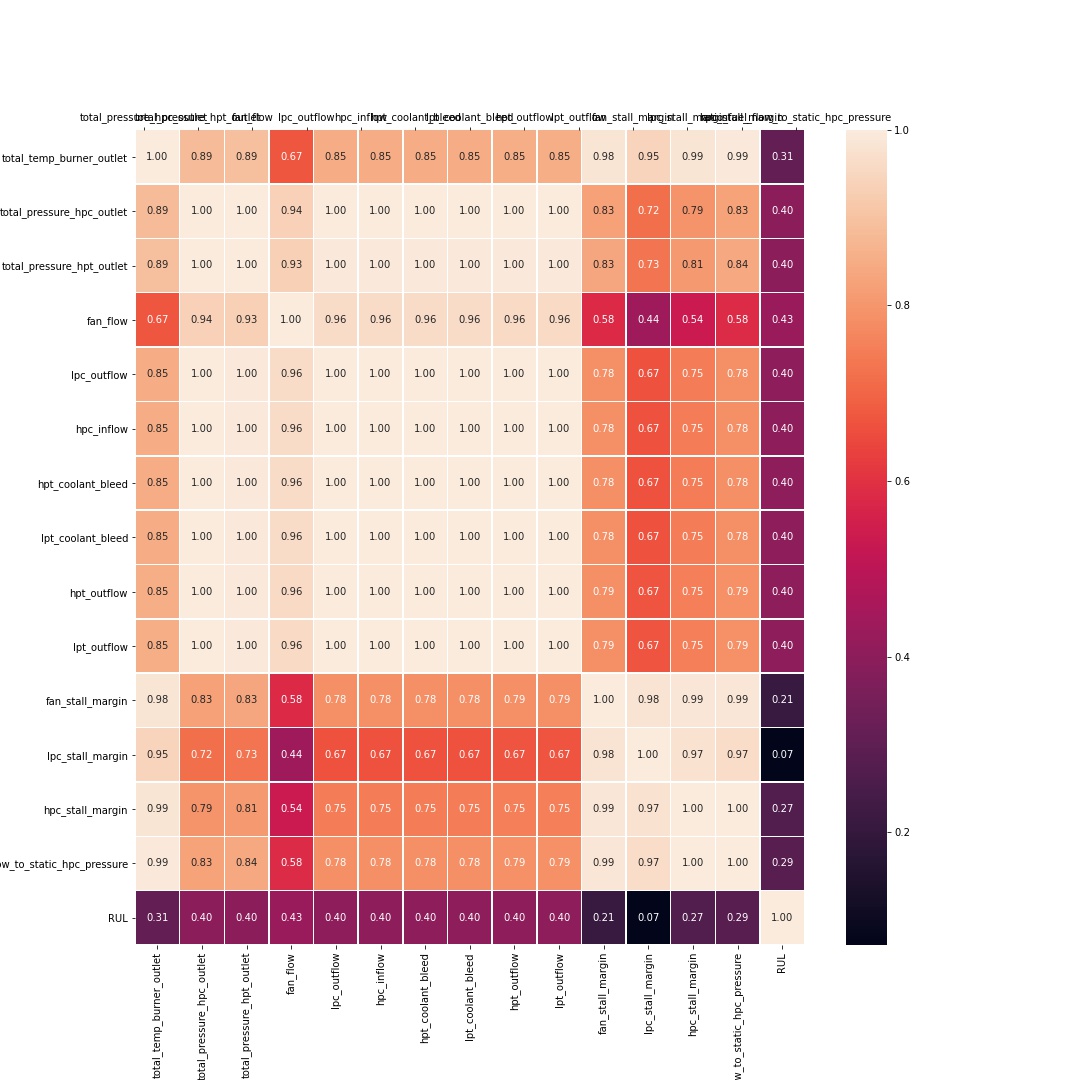 total_pressure_hpc_outlet total_pressure_hpt_outlet fan_flow lpc_outflow hpc_inflow hpt_coolant_bleed lpt_coolant_bleed hpt_outflow lpt_outflow fan_stall_margin lpc_stall_margin to_static_hpc_pressure
1.0
total_temp_burner_outlet 1.00 0.89 0.89 0.67 0.85 0.85 0.85 0.85 0.85 0.85 0.98 0.95 0.99 0.99 0.31
total_pressure_hpc_outlet 0.89 1.00 1.00 0.94 1.00 1.00 1.00 1.00 1.00 1.00 0.83 0.72 0.79 0.83 0.40
total_pressure_hpt_outlet 0.89 1.00 1.00 0.93 1.00 1.00 1.00 1.00 1.00 1.00 0.83 0.73 0.81 0.84 0.40
0.8
fan_flow 0.67 0.94 0.93 1.00 0.96 0.96 0.96 0.96 0.96 0.96 0.58 0.44 0.54 0.58 0.43
lpc_outflow 0.85 1.00 1.00 0.96 1.00 1.00 1.00 1.00 1.00 1.00 0.78 0.67 0.75 0.78 0.40
hpc_inflow 0.85 1.00 1.00 0.96 1.00 1.00 1.00 1.00 1.00 1.00 0.78 0.67 0.75 0.78 0.40
0.6
hpt_coolant_bleed 0.85 1.00 1.00 0.96 1.00 1.00 1.00 1.00 1.00 1.00 0.78 0.67 0.75 0.78 0.40
lpt_coolant_bleed 0.85 1.00 1.00 0.96 1.00 1.00 1.00 1.00 1.00 1.00 0.78 0.67 0.75 0.78 0.40
hpt_outflow 0.85 1.00 1.00 0.96 1.00 1.00 1.00 1.00 1.00 1.00 0.79 0.67 0.75 0.79 0.40
lpt_outflow 0.85 1.00 1.00 0.96 1.00 1.00 1.00 1.00 1.00 1.00 0.79 0.67 0.75 0.79 0.40
0.4
fan_stall_margin 0.98 0.83 0.83 0.58 0.78 0.78 0.78 0.78 0.79 0.79 1.00 0.98 0.99 0.99 0.21
lpc_stall_margin 0.95 0.72 0.73 0.44 0.67 0.67 0.67 0.67 0.67 0.67 0.98 1.00 0.97 0.97 0.07
hpc_stall_margin 0.99 0.79 0.81 0.54 0.75 0.75 0.75 0.75 0.75 0.75 0.99 0.97 1.00 1.00 0.27
0.2
ow_to_static_hpc_pressure 0.99 0.83 0.84 0.58 0.78 0.78 0.78 0.78 0.79 0.79 0.99 0.97 1.00 1.00 0.29
RUL 0.31 0.40 0.40 0.43 0.40 0.40 0.40 0.40 0.40 0.40 0.21 0.07 0.27 0.29 1.00
total_temp_burner_outlet
total_pressure_hpc_outlet
total_pressure_hpt_outlet
fan_flow
lpc_outflow
hpc_inflow
hpt_coolant_bleed
lpt_coolant_bleed
hpt_outflow
lpt_outflow
fan_stall_margin
lpc_stall_margin
hpc_stall_margin
w_to_static_hpc_pressure
RUL